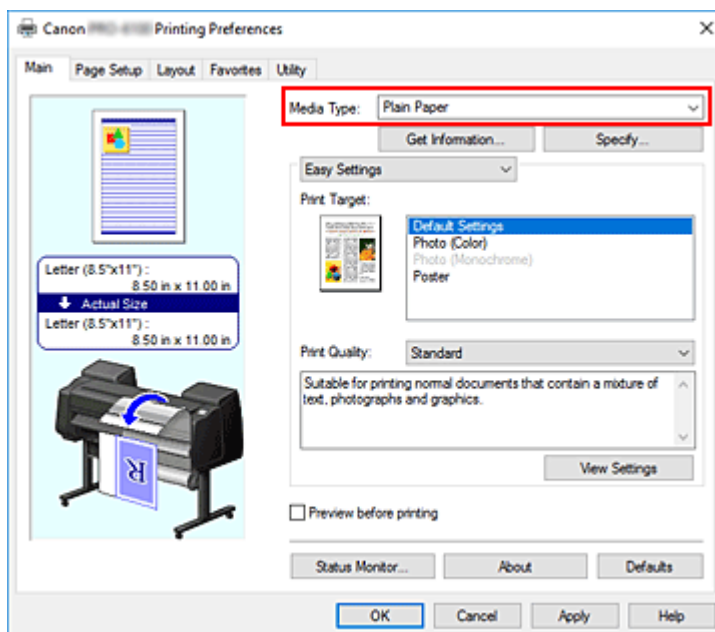 Canon Printing Preferences
Main Page Setup Layout Favorites Utility
Media Type: Plain Paper
Get Information... Specify...
Easy Settings
Print Target:
Default Settings
Photo (Color)
Photo (Monochrome)
Poster
Letter (8.5"x11") :
8.50 in x 11.00 in
Actual Size
Letter (8.5"x11") :
8.50 in x 11.00 in
Print Quality: Standard
Suitable for printing normal documents that contain a mixture of
text, photographs and graphics.
R
View Settings
Preview before printing
Status Monitor... About Defaults
OK Cancel Apply Help